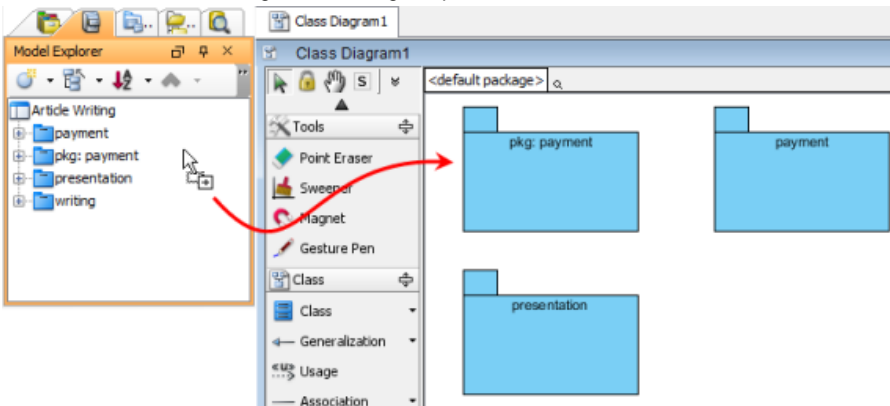 Class Diagram1
Model Explorer
Article Writing
payment
pkg: payment
presentation
writing
Class Diagram1
S
<default package>
Tools
Point Eraser
Sweeper
Magnet
Gesture Pen
Class
Class
Generalization
Usage
Association
pkg: payment
payment
presentation